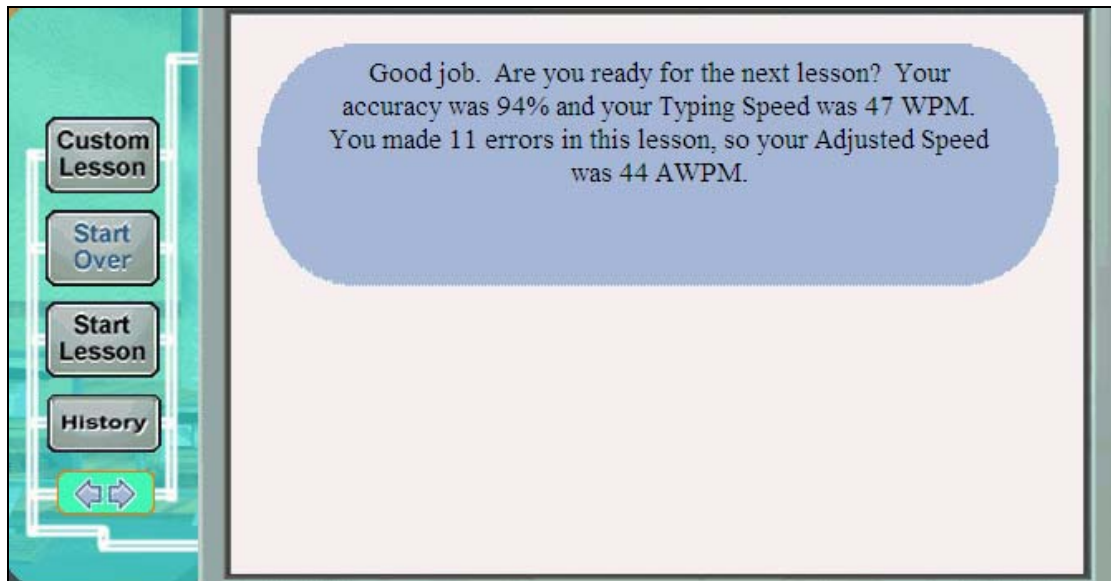 Good job.  Are you ready for the next lesson?  Your
accuracy was 94% and your Typing Speed was 47 WPM.
You made 11 errors in this lesson, so your Adjusted Speed
was 44 AWPM.
Custom
Lesson
Start
Over
Start
Lesson
History